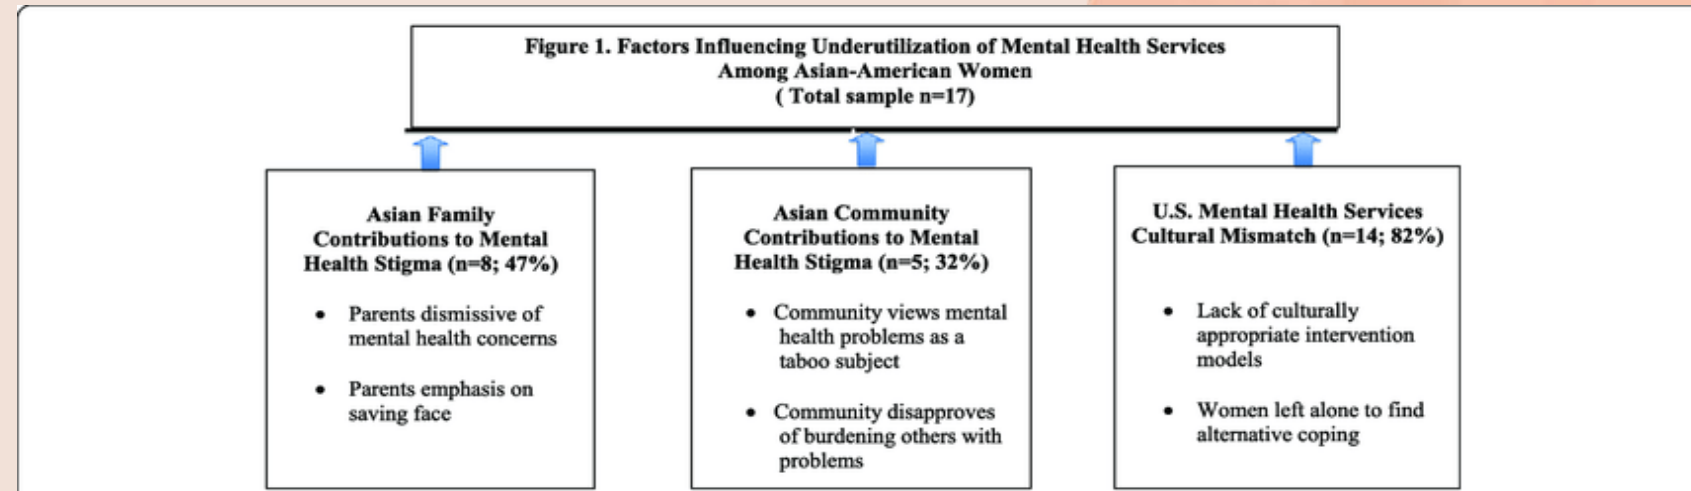 Figure 1. Factors Influencing Underutilization of Mental Health Services
Among Asian-American Women
( Total sample n=17)
Asian Family
Contributions to Mental
Health Stigma (n=8; 47%)
• Parents dismissive of
mental health concerns
• Parents emphasis on
saving face
Asian Community
Contributions to Mental
Health Stigma (n=5; 32%)
• Community views mental
health problems as a
taboo subject
• Community disapproves
of burdening others with
problems
U.S. Mental Health Services
Cultural Mismatch (n=14; 82%)
• Lack of culturally
appropriate intervention
models
• Women left alone to find
alternative coping